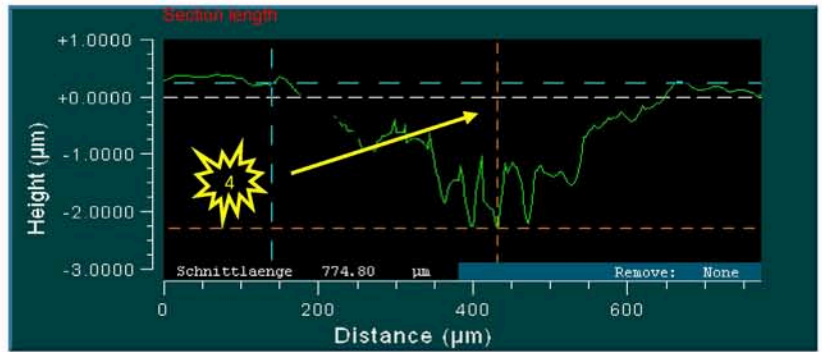 Section length
+1.0000
+0.0000
-1.0000
-2.0000
-3.0000
Height (µm)
4
Schnittlaenge 774.80 µm Remove: None
0 200 400 600
Distance (µm)